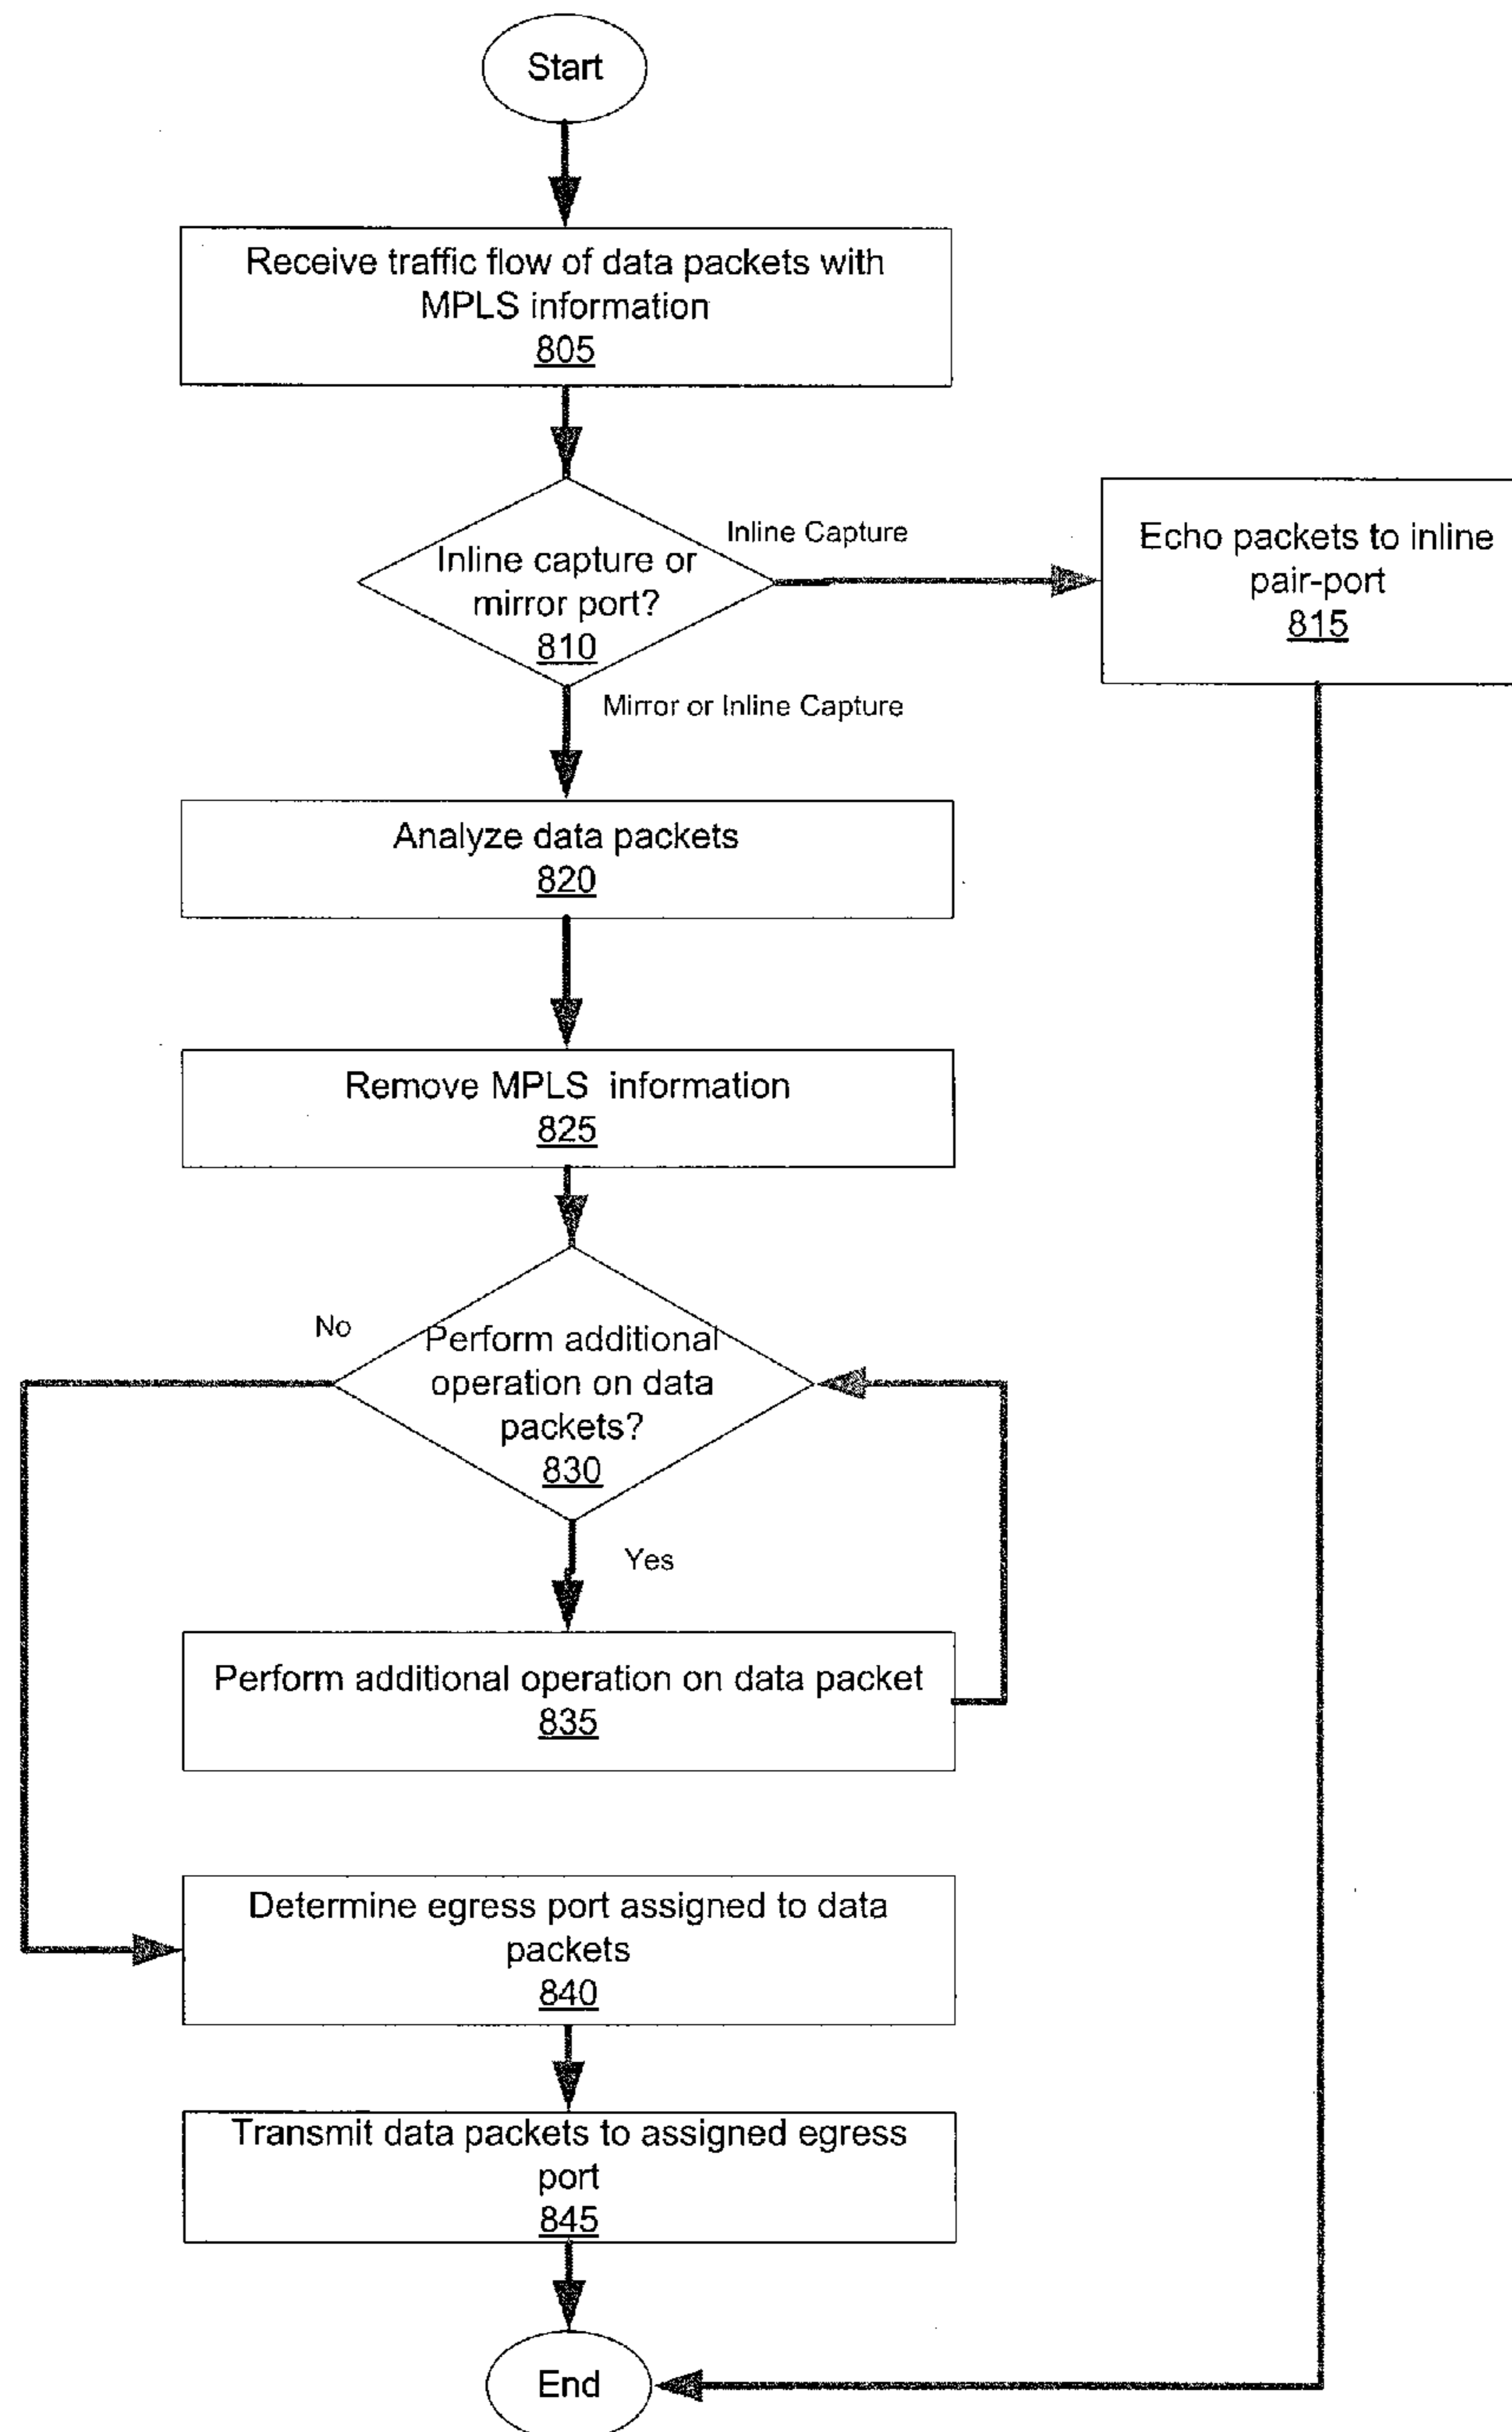 Start
Receive traffic flow of data packets with
MPLS information
805
Inline capture or
mirror port?
810
Inline Capture
Echo packets to inline
pair-port
815
Mirror or Inline Capture
Analyze data packets
820
Remove MPLS information
825
No
Perform additional
operation on data
packets?
830
Yes
Perform additional operation on data packet
835
Determine egress port assigned to data
packets
840
Transmit data packets to assigned egress
port
845
End